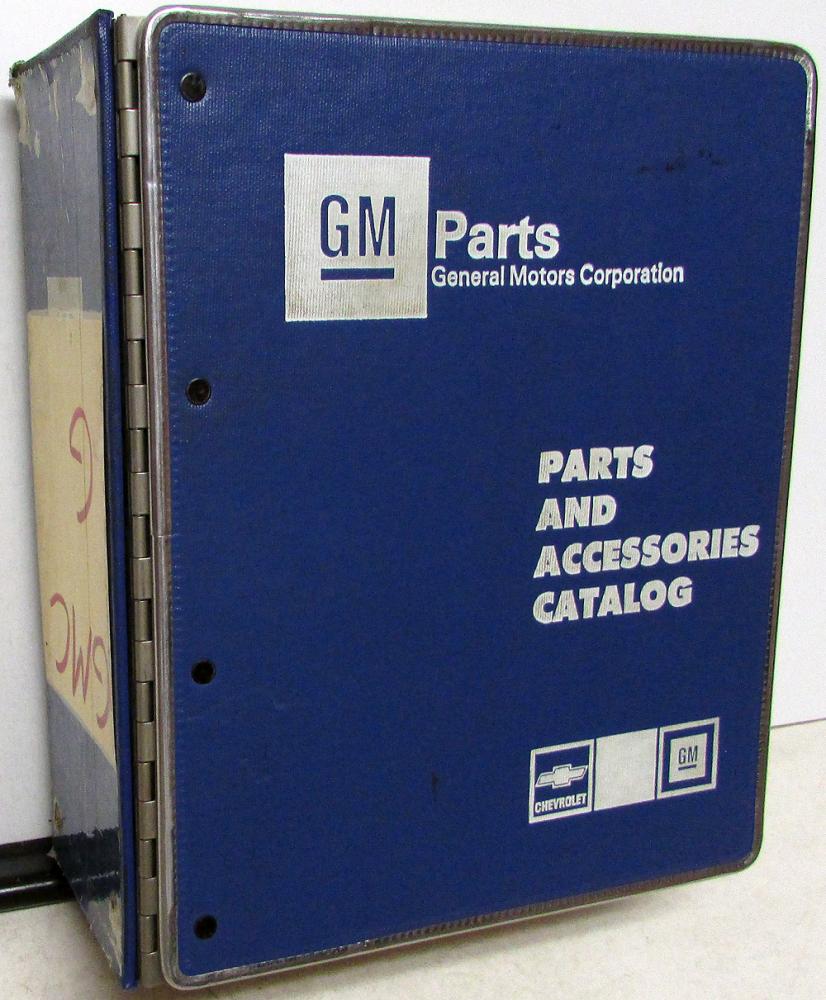 GM
Parts
General Motors Corporation
PARTS
AND
ACCESSORIES
CATALOG
CHEVROLET
GM
G
GMC